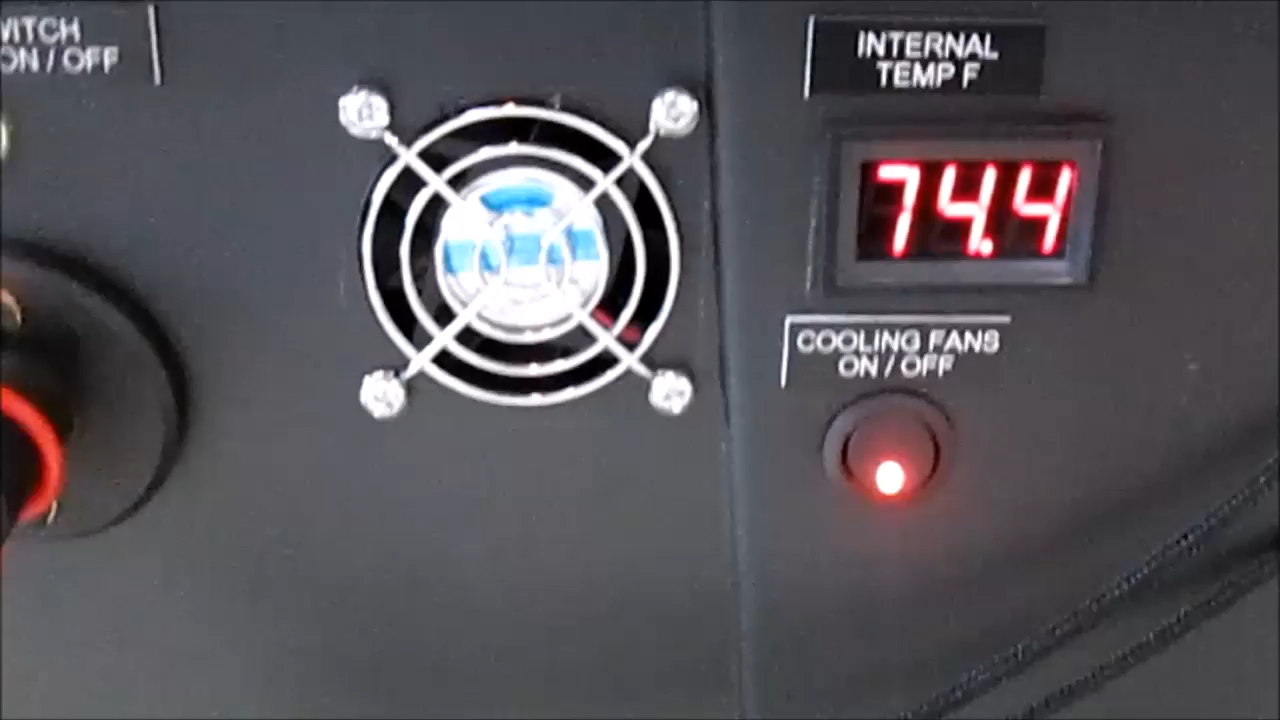 WITCH
ON / OFF
INTERNAL
TEMP F
74.4
COOLING FANS
ON / OFF